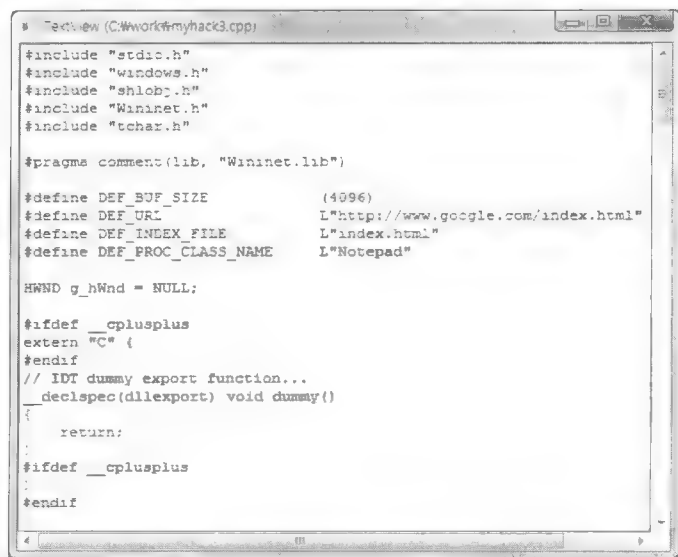 TextView (C:₩work₩myhack3.cpp)
#include "stdio.h"
#include "windows.h"
#include "shlobj.h"
#include "Wininet.h"
#include "tchar.h"
#pragma comment(lib, "Wininet.lib")
#define DEF_BUF_SIZE (4096)
#define DEF_URL L"http://www.google.com/index.html"
#define DEF_INDEX_FILE L"index.html"
#define DEF_PROC_CLASS_NAME L"Notepad"
HWND g_hWnd = NULL;
#ifdef __cplusplus
extern "C" {
#endif
// IDT dummy export function...
__declspec(dllexport) void dummy()
{
return;
}
#ifdef __cplusplus
}
#endif